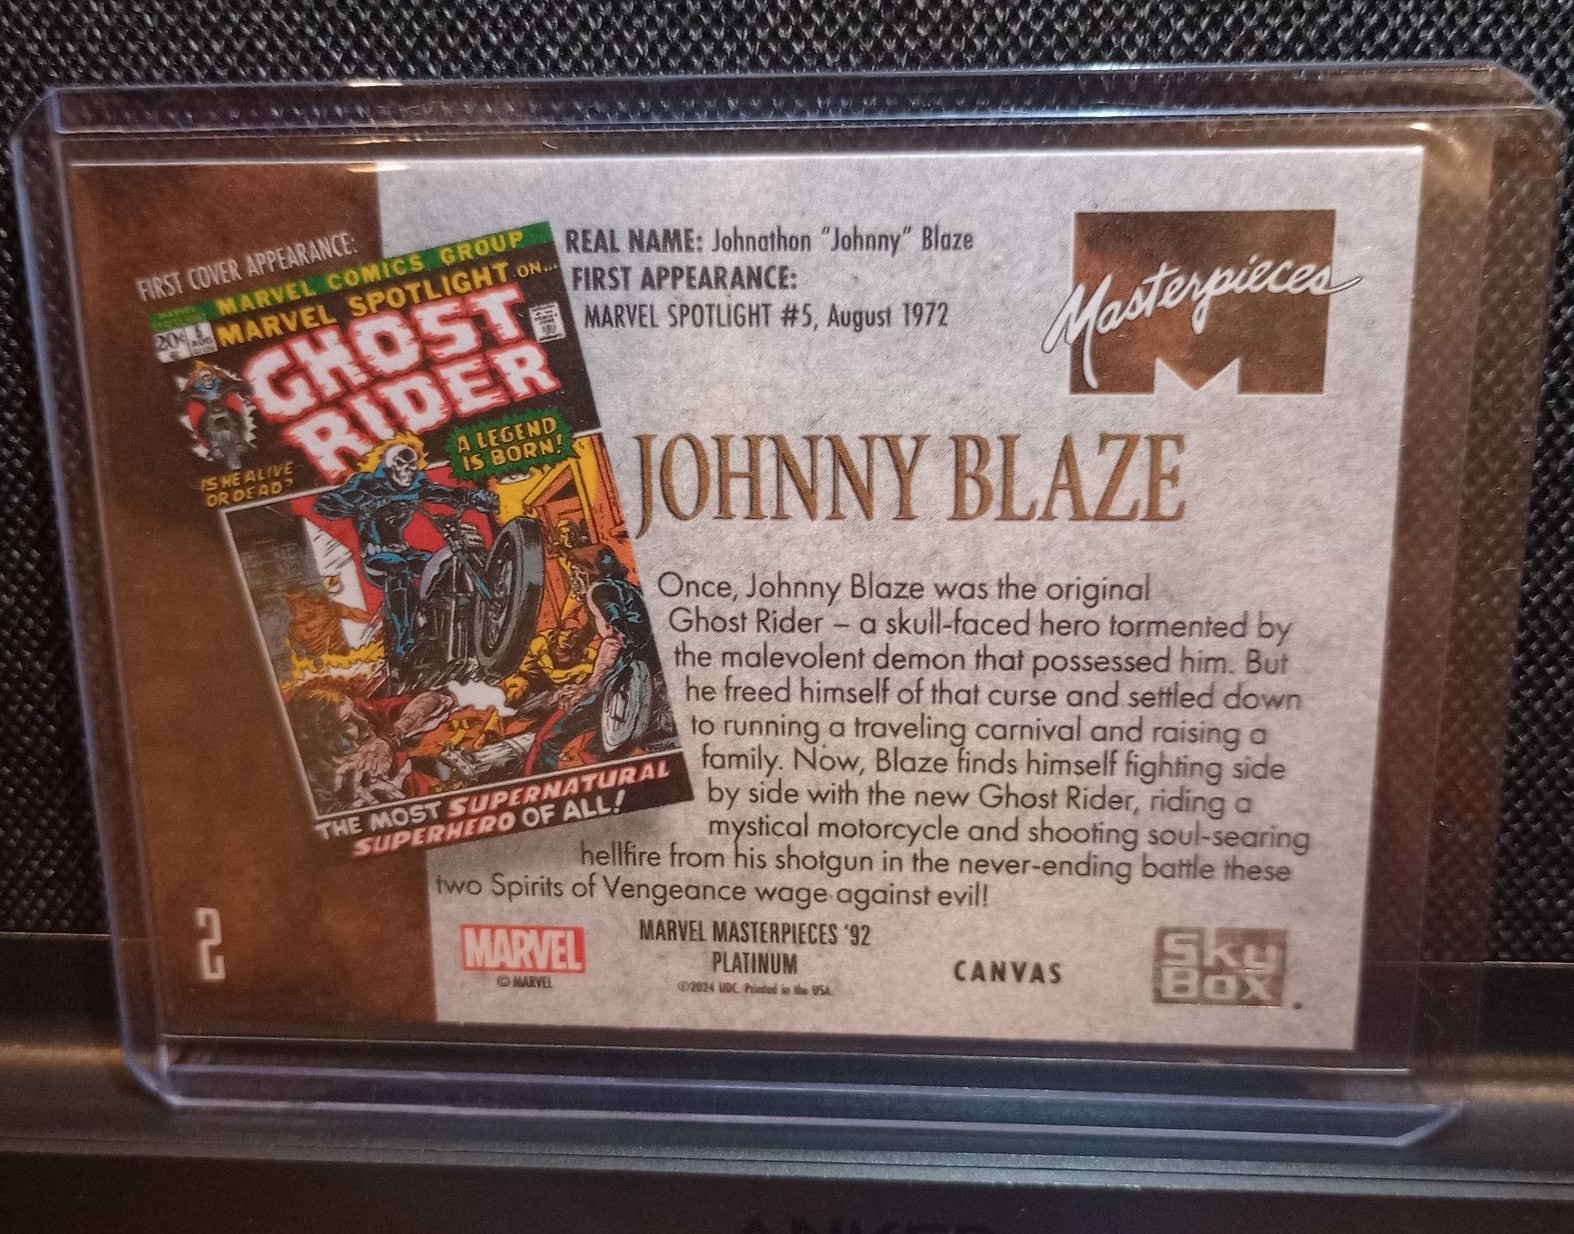 FIRST COVER APPEARANCE:
MARVEL COMICS GROUP
20¢
MARVEL SPOTLIGHT ON...
GHOST
RIDER
A LEGEND
IS BORN!
IS HE ALIVE
OR DEAD?
THE MOST SUPERNATURAL
SUPERHERO OF ALL!
REAL NAME: Johnathon "Johnny" Blaze
FIRST APPEARANCE:
MARVEL SPOTLIGHT #5, August 1972
Masterpieces
JOHNNY BLAZE
Once, Johnny Blaze was the original
Ghost Rider – a skull-faced hero tormented by
the malevolent demon that possessed him. But
he freed himself of that curse and settled down
to running a traveling carnival and raising a
family. Now, Blaze finds himself fighting side
by side with the new Ghost Rider, riding a
mystical motorcycle and shooting soul-searing
hellfire from his shotgun in the never-ending battle these
two Spirits of Vengeance wage against evil!
2
MARVEL
© MARVEL
MARVEL MASTERPIECES '92
PLATINUM
©2024 UDC. Printed in the USA.
CANVAS
SkyBox